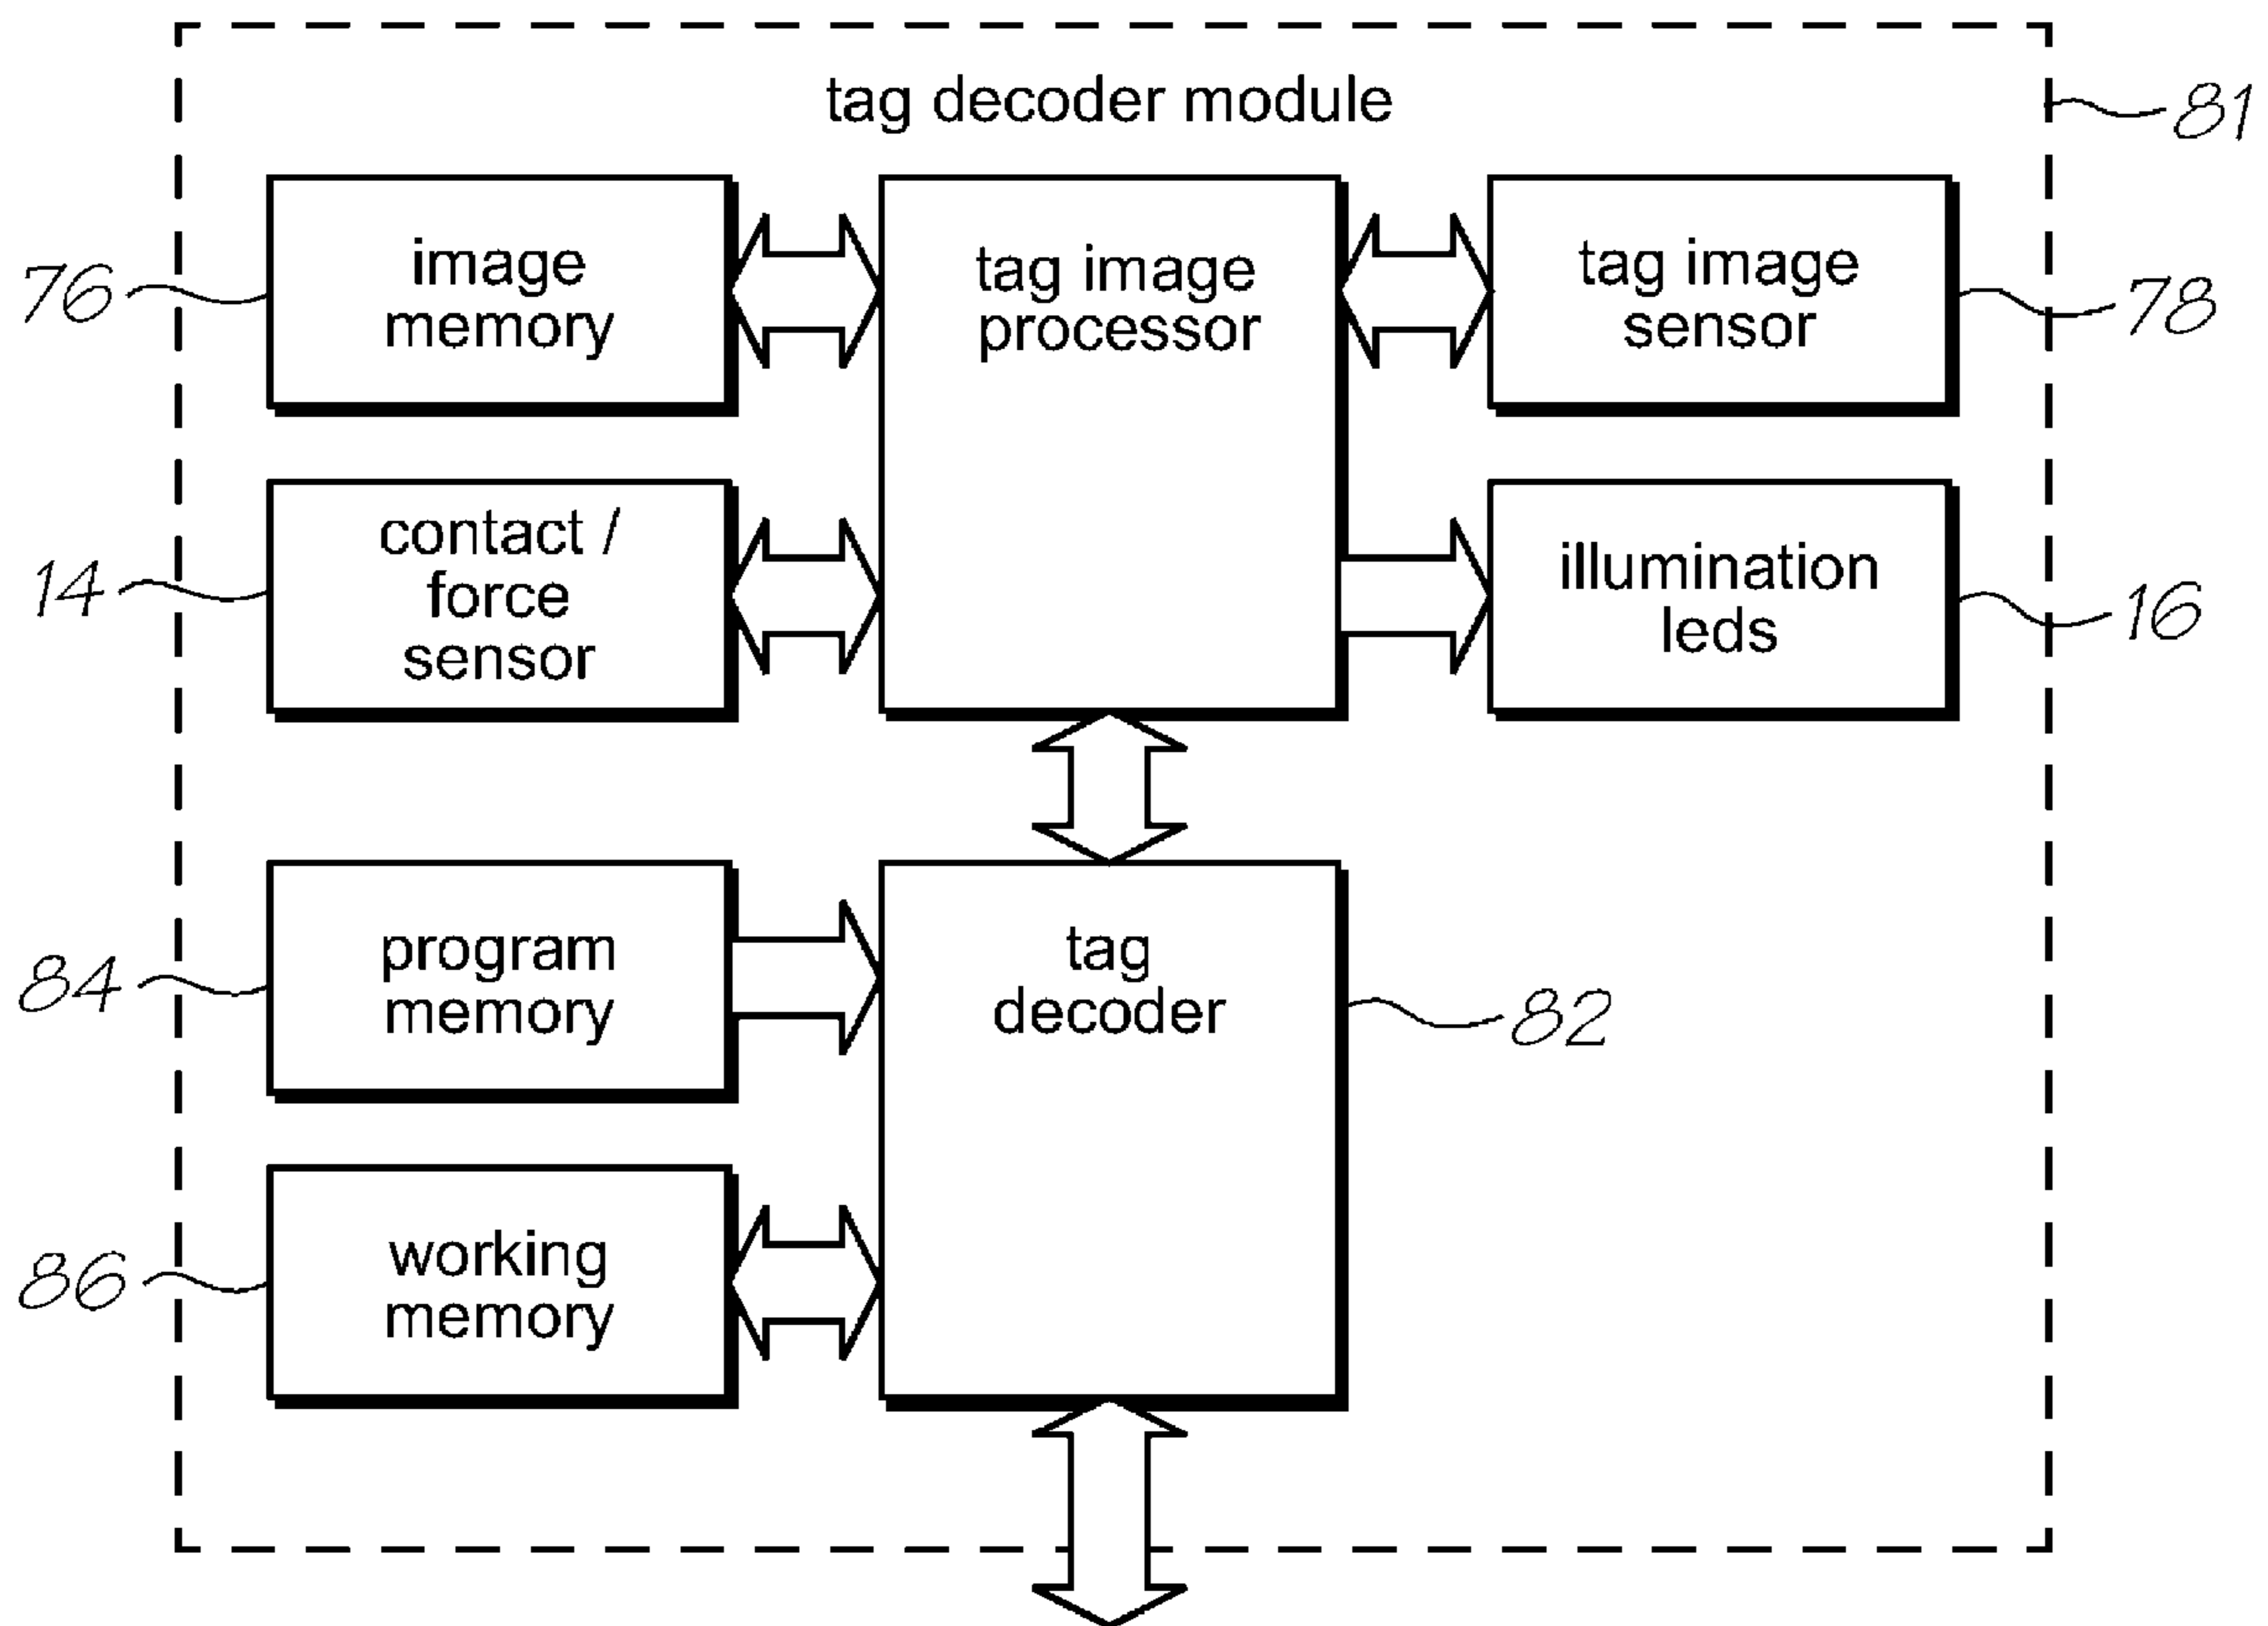 tag decoder module
81
76
image
memory
tag image
processor
tag image
sensor
78
14
contact /
force
sensor
illumination
leds
16
84
program
memory
tag
decoder
82
86
working
memory